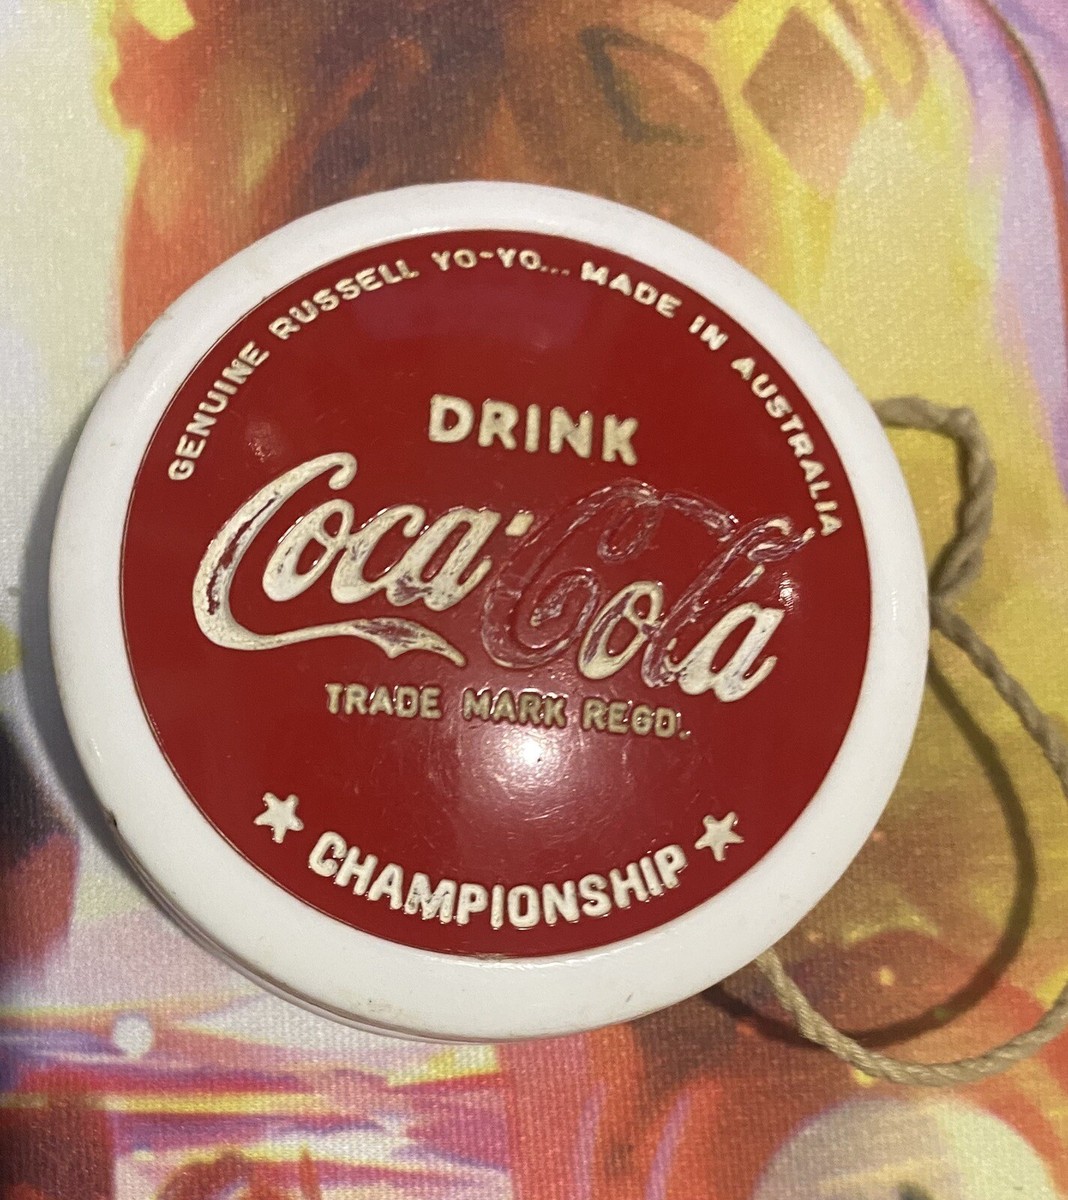 GENUINE RUSSELL YO-YO... MADE IN AUSTRALIA
DRINK
Coca-Cola
TRADE MARK REGD.
★ CHAMPIONSHIP ★